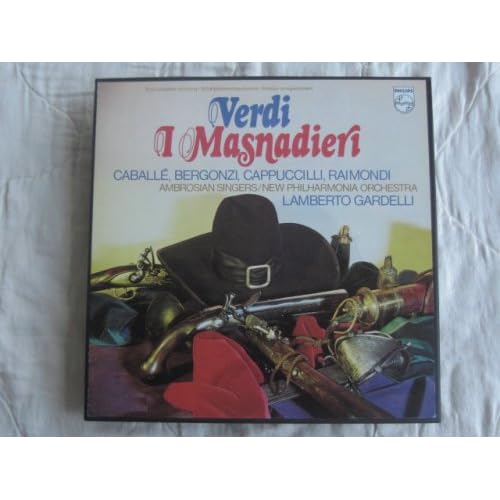 PHILIPS
Verdi
I Masnadieri
CABALLÉ, BERGONZI, CAPPUCCILLI, RAIMONDI
AMBROSIAN SINGERS/NEW PHILHARMONIA ORCHESTRA
LAMBERTO GARDELLI